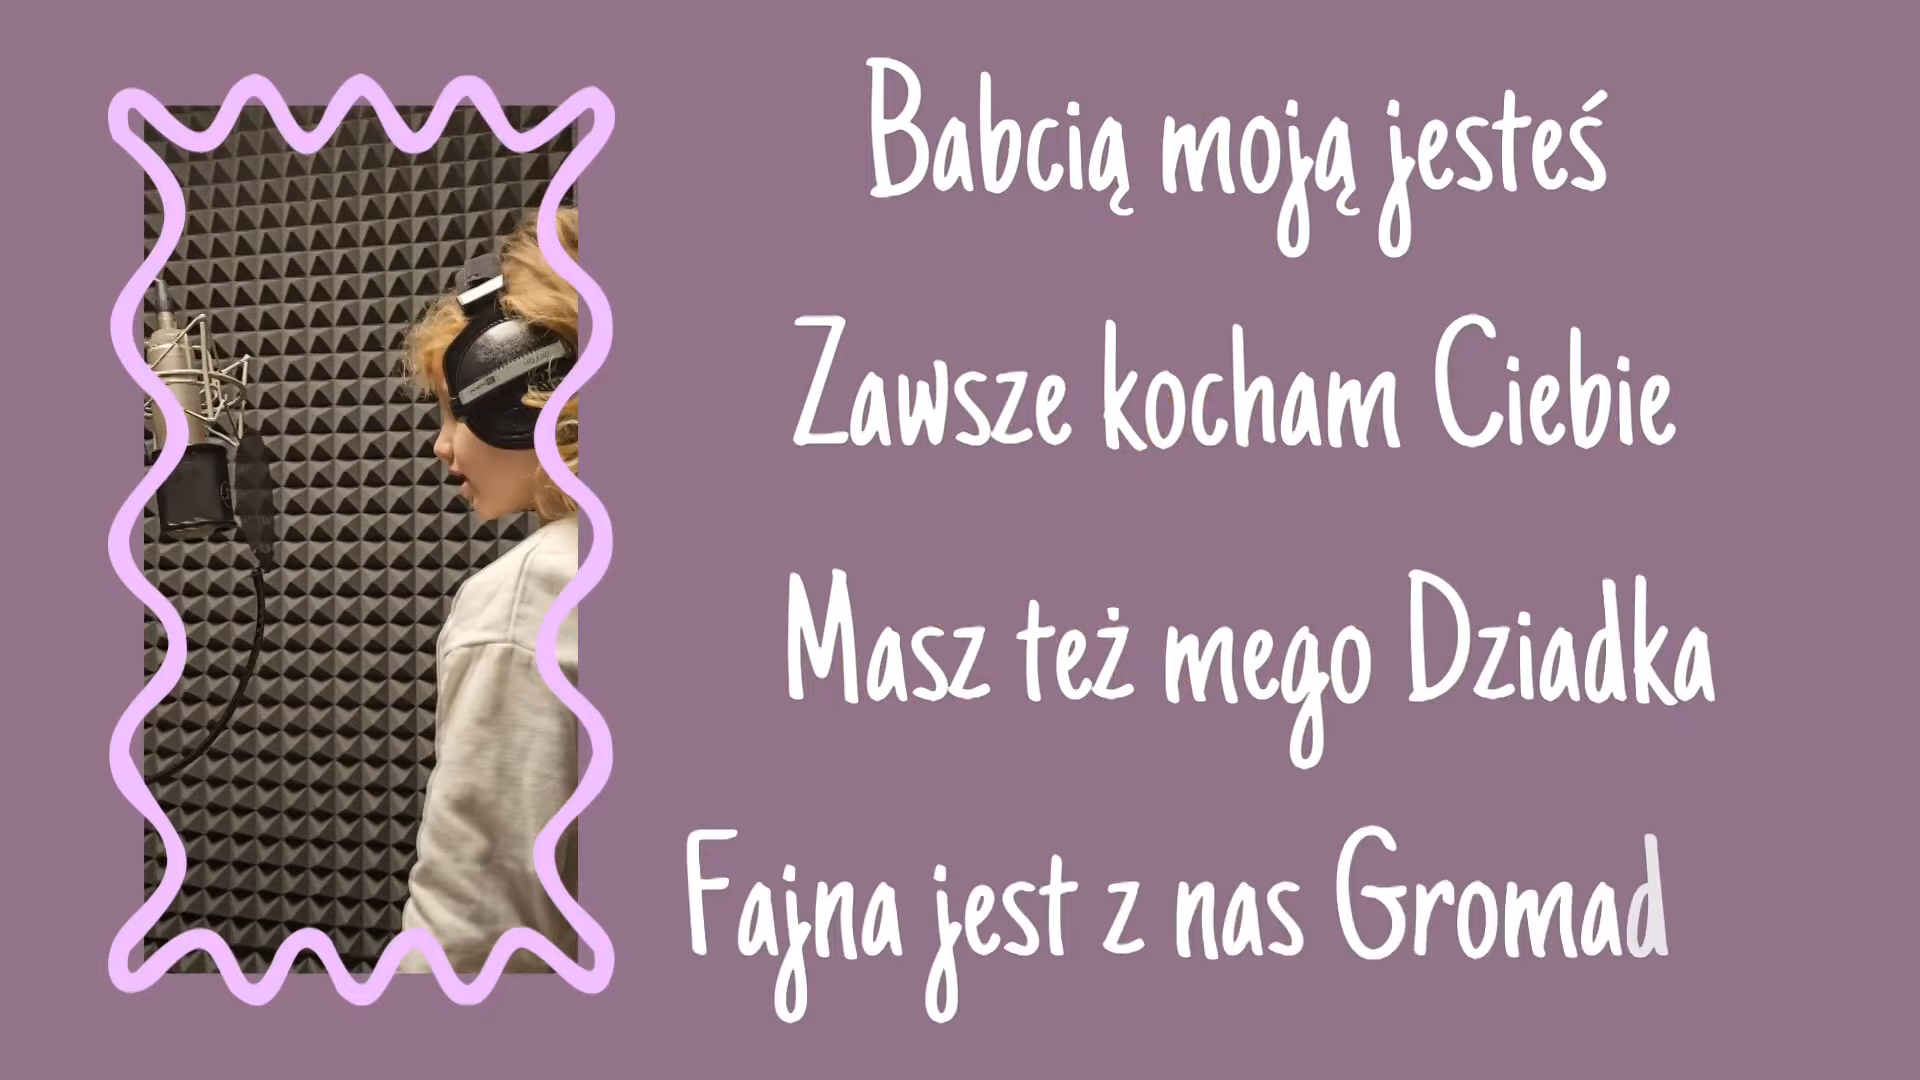 Babcią moją jesteś
Zawsze kocham Ciebie
Masz też mego Dziadka
Fajna jest z nas Gromad